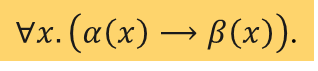 ∀x. (α(x) ⟶ β(x)).